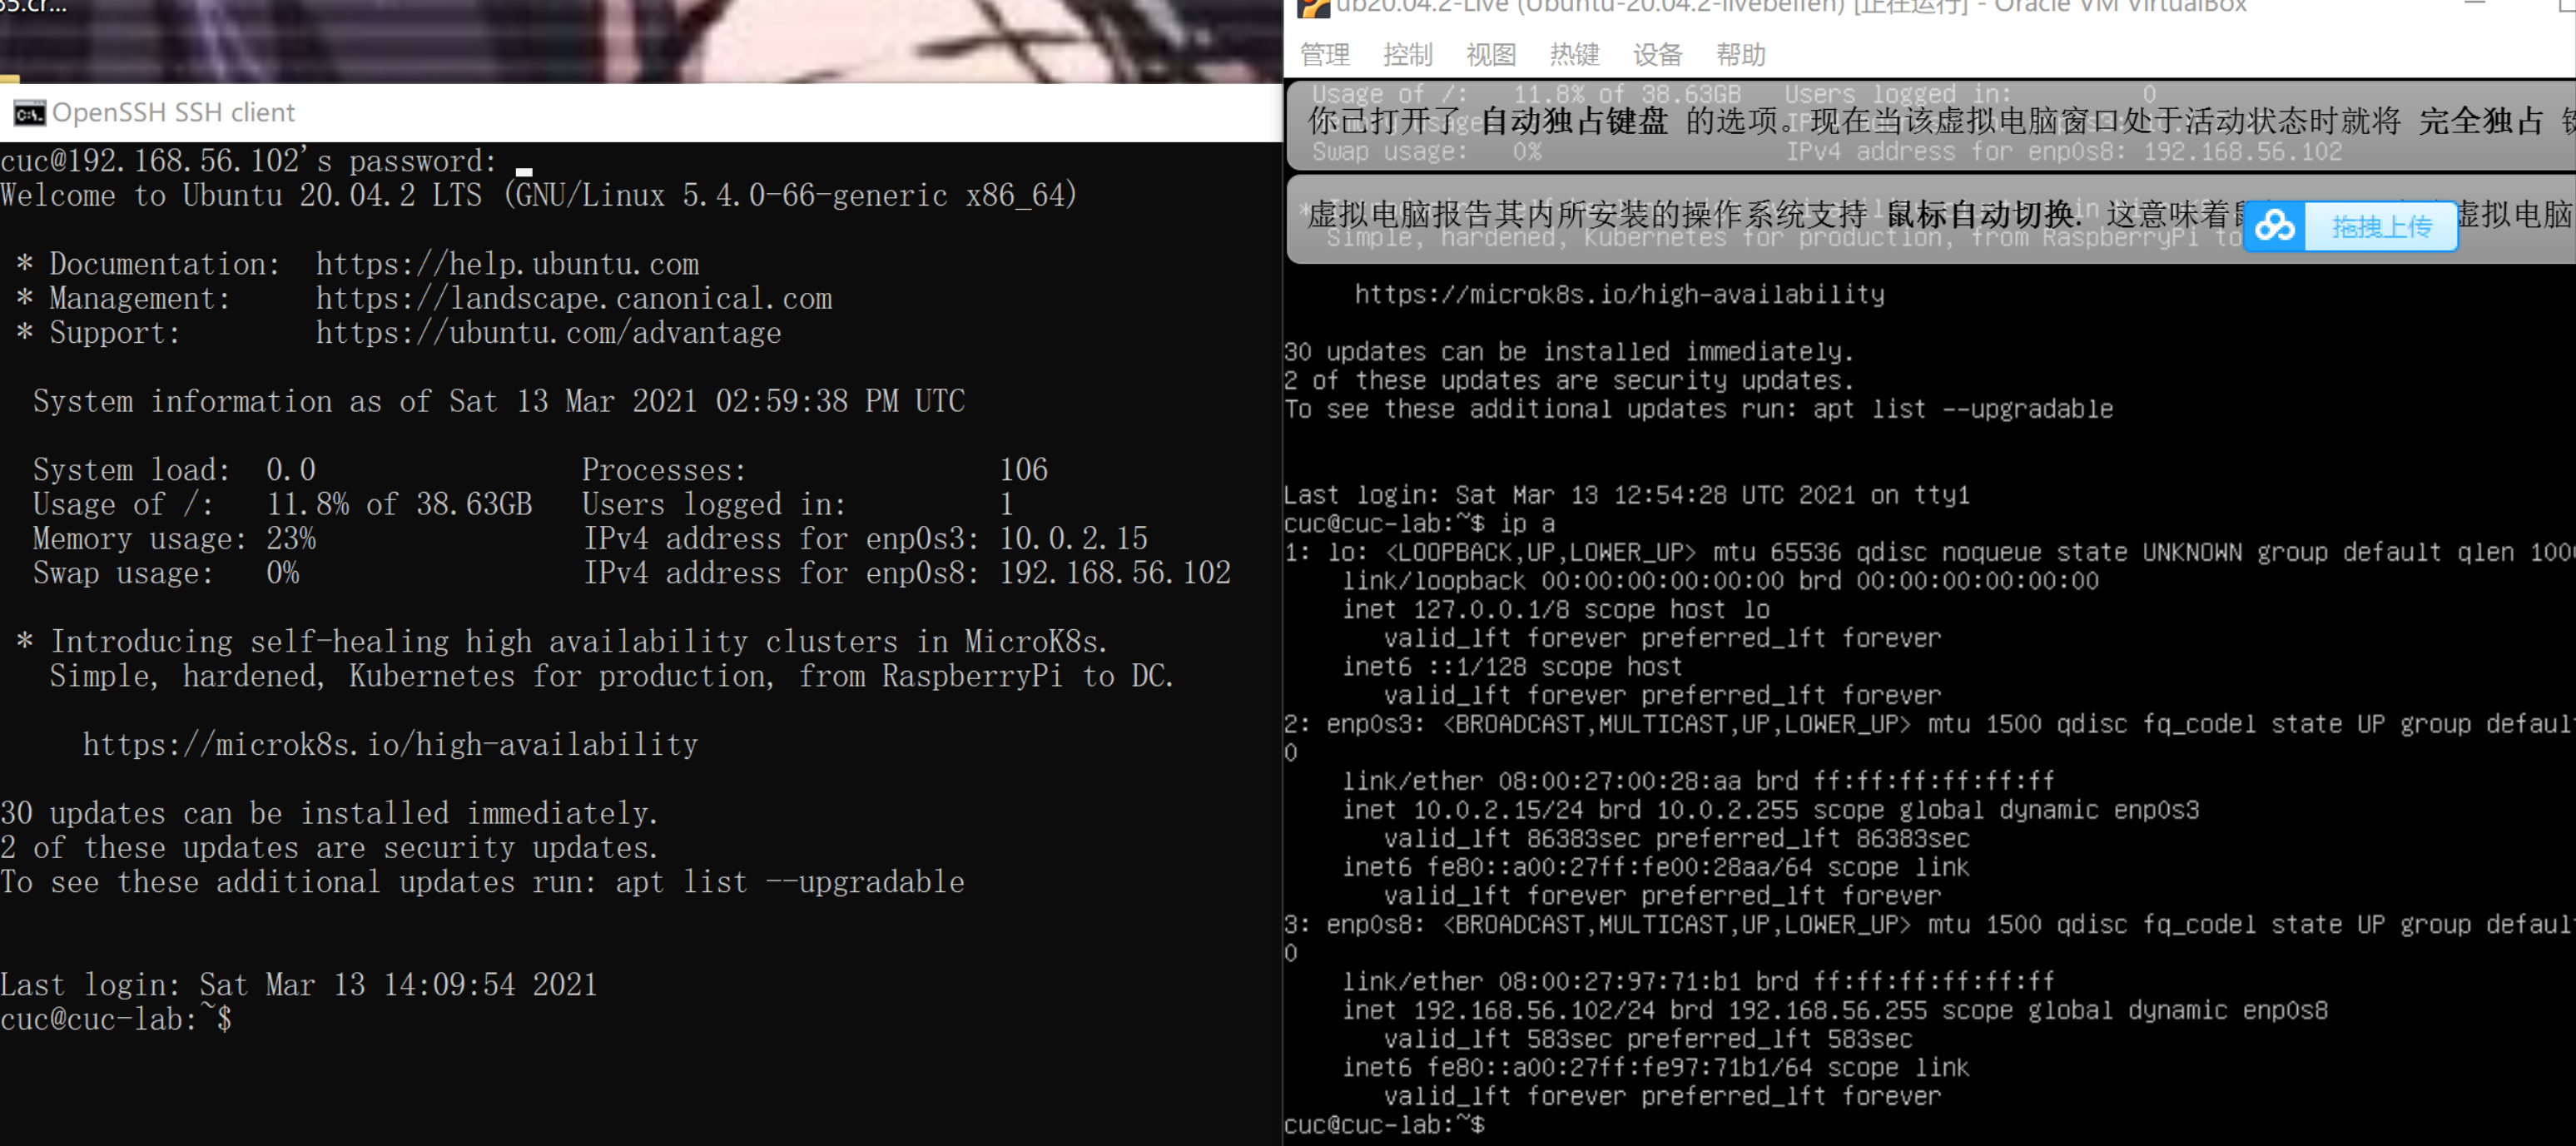 35.cr...
OpenSSH SSH client
cuc@192.168.56.102's password:
Welcome to Ubuntu 20.04.2 LTS (GNU/Linux 5.4.0-66-generic x86_64)
* Documentation: https://help.ubuntu.com
* Management: https://landscape.canonical.com
* Support: https://ubuntu.com/advantage
System information as of Sat 13 Mar 2021 02:59:38 PM UTC
System load: 0.0 Processes: 106
Usage of /: 11.8% of 38.63GB Users logged in: 1
Memory usage: 23% IPv4 address for enp0s3: 10.0.2.15
Swap usage: 0% IPv4 address for enp0s8: 192.168.56.102
* Introducing self-healing high availability clusters in MicroK8s.
Simple, hardened, Kubernetes for production, from RaspberryPi to DC.
https://microk8s.io/high-availability
30 updates can be installed immediately.
2 of these updates are security updates.
To see these additional updates run: apt list --upgradable
Last login: Sat Mar 13 14:09:54 2021
cuc@cuc-lab:~$
ub20.04.2-Live (Ubuntu-20.04.2-livebeifen) [正在运行] - Oracle VM VirtualBox
管理 控制 视图 热键 设备 帮助
Usage of /: 11.8% of 38.63GB Users logged in: 0
你已打开了 自动独占键盘 的选项。现在当该虚拟电脑窗口处于活动状态时就将 完全独占 键
Swap usage: 0% IPv4 address for enp0s8: 192.168.56.102
虚拟电脑报告其内所安装的操作系统支持 鼠标自动切换. 这意味着 虚拟电脑
拖拽上传
Simple, hardened, Kubernetes for production, from RaspberryPi to
https://microk8s.io/high-availability
30 updates can be installed immediately.
2 of these updates are security updates.
To see these additional updates run: apt list --upgradable
Last login: Sat Mar 13 12:54:28 UTC 2021 on tty1
cuc@cuc-lab:~$ ip a
1: lo: <LOOPBACK,UP,LOWER_UP> mtu 65536 qdisc noqueue state UNKNOWN group default qlen 100
link/loopback 00:00:00:00:00:00 brd 00:00:00:00:00:00
inet 127.0.0.1/8 scope host lo
valid_lft forever preferred_lft forever
inet6 ::1/128 scope host
valid_lft forever preferred_lft forever
2: enp0s3: <BROADCAST,MULTICAST,UP,LOWER_UP> mtu 1500 qdisc fq_codel state UP group defaul
0
link/ether 08:00:27:00:28:aa brd ff:ff:ff:ff:ff:ff
inet 10.0.2.15/24 brd 10.0.2.255 scope global dynamic enp0s3
valid_lft 86383sec preferred_lft 86383sec
inet6 fe80::a00:27ff:fe00:28aa/64 scope link
valid_lft forever preferred_lft forever
3: enp0s8: <BROADCAST,MULTICAST,UP,LOWER_UP> mtu 1500 qdisc fq_codel state UP group defaul
0
link/ether 08:00:27:97:71:b1 brd ff:ff:ff:ff:ff:ff
inet 192.168.56.102/24 brd 192.168.56.255 scope global dynamic enp0s8
valid_lft 583sec preferred_lft 583sec
inet6 fe80::a00:27ff:fe97:71b1/64 scope link
valid_lft forever preferred_lft forever
cuc@cuc-lab:~$